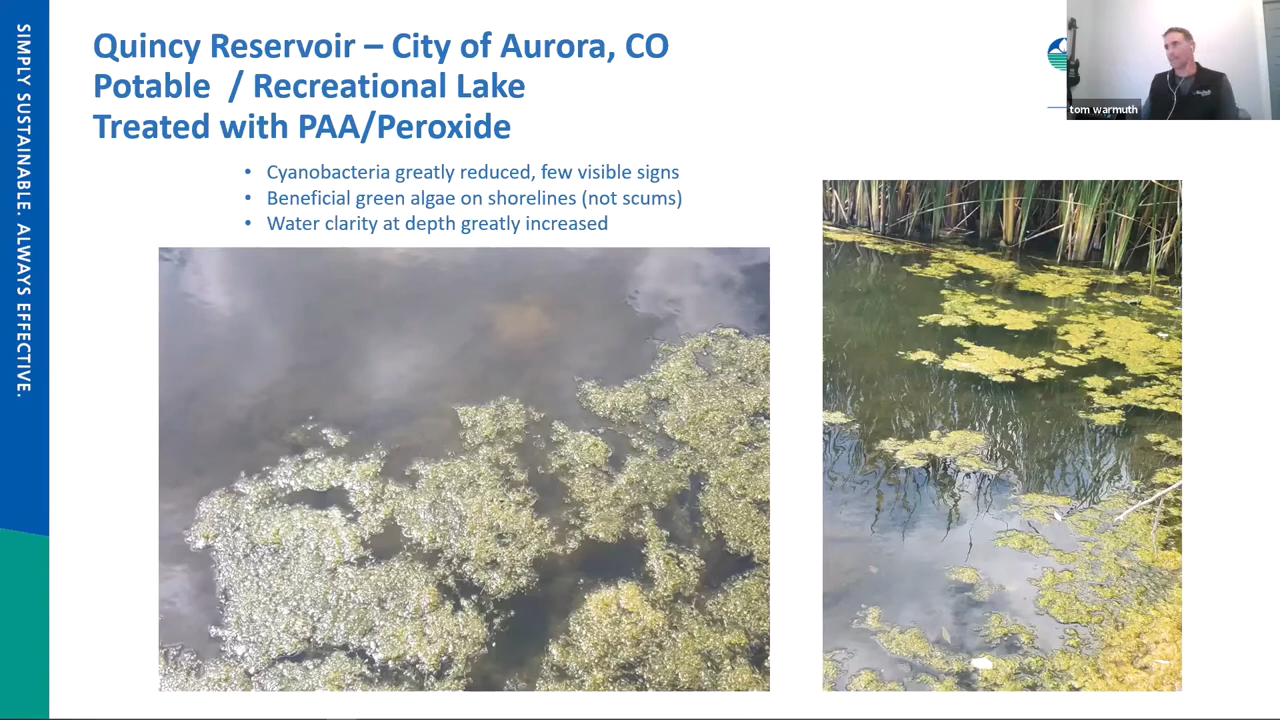 SIMPLY SUSTAINABLE. ALWAYS EFFECTIVE.
Quincy Reservoir – City of Aurora, CO
Potable / Recreational Lake
Treated with PAA/Peroxide
• Cyanobacteria greatly reduced, few visible signs
• Beneficial green algae on shorelines (not scums)
• Water clarity at depth greatly increased
tom warmuth